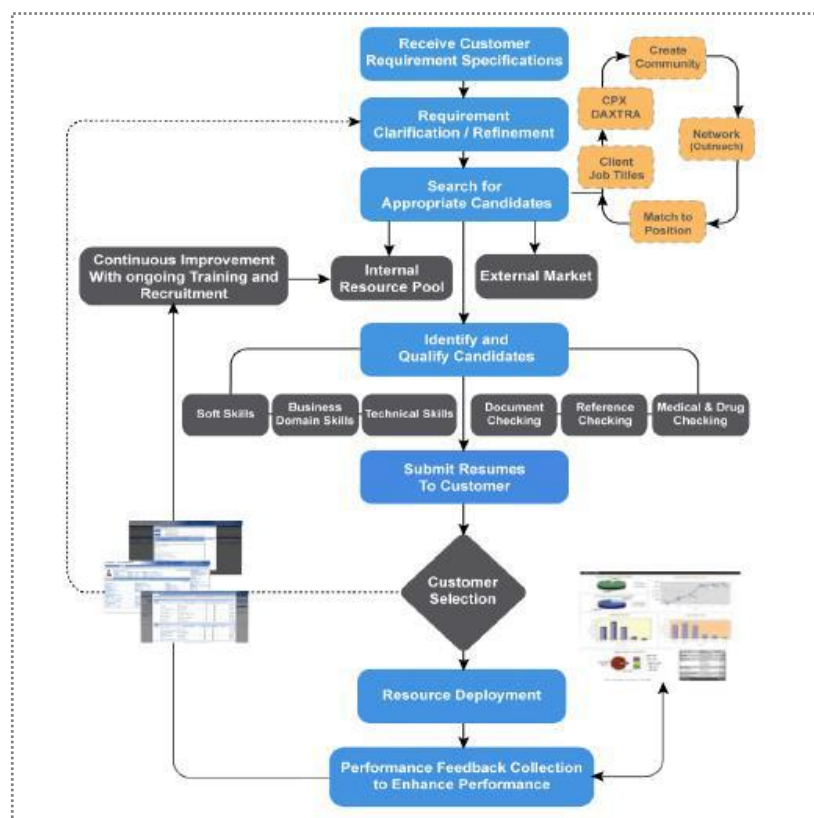 Receive Customer
Requirement Specifications
Create
Community
CPX
DAXTRA
Requirement
Clarification / Refinement
Network
(Outreach)
Client
Job Titles
Search for
Appropriate Candidates
Match to
Position
Continuous Improvement
With ongoing Training and
Recruitment
Internal
Resource Pool
External Market
Identify and
Qualify Candidates
Soft Skills
Business
Domain Skills
Technical Skills
Document
Checking
Reference
Checking
Medical & Drug
Checking
Submit Resumes
To Customer
Customer
Selection
Resource Deployment
Performance Feedback Collection
to Enhance Performance